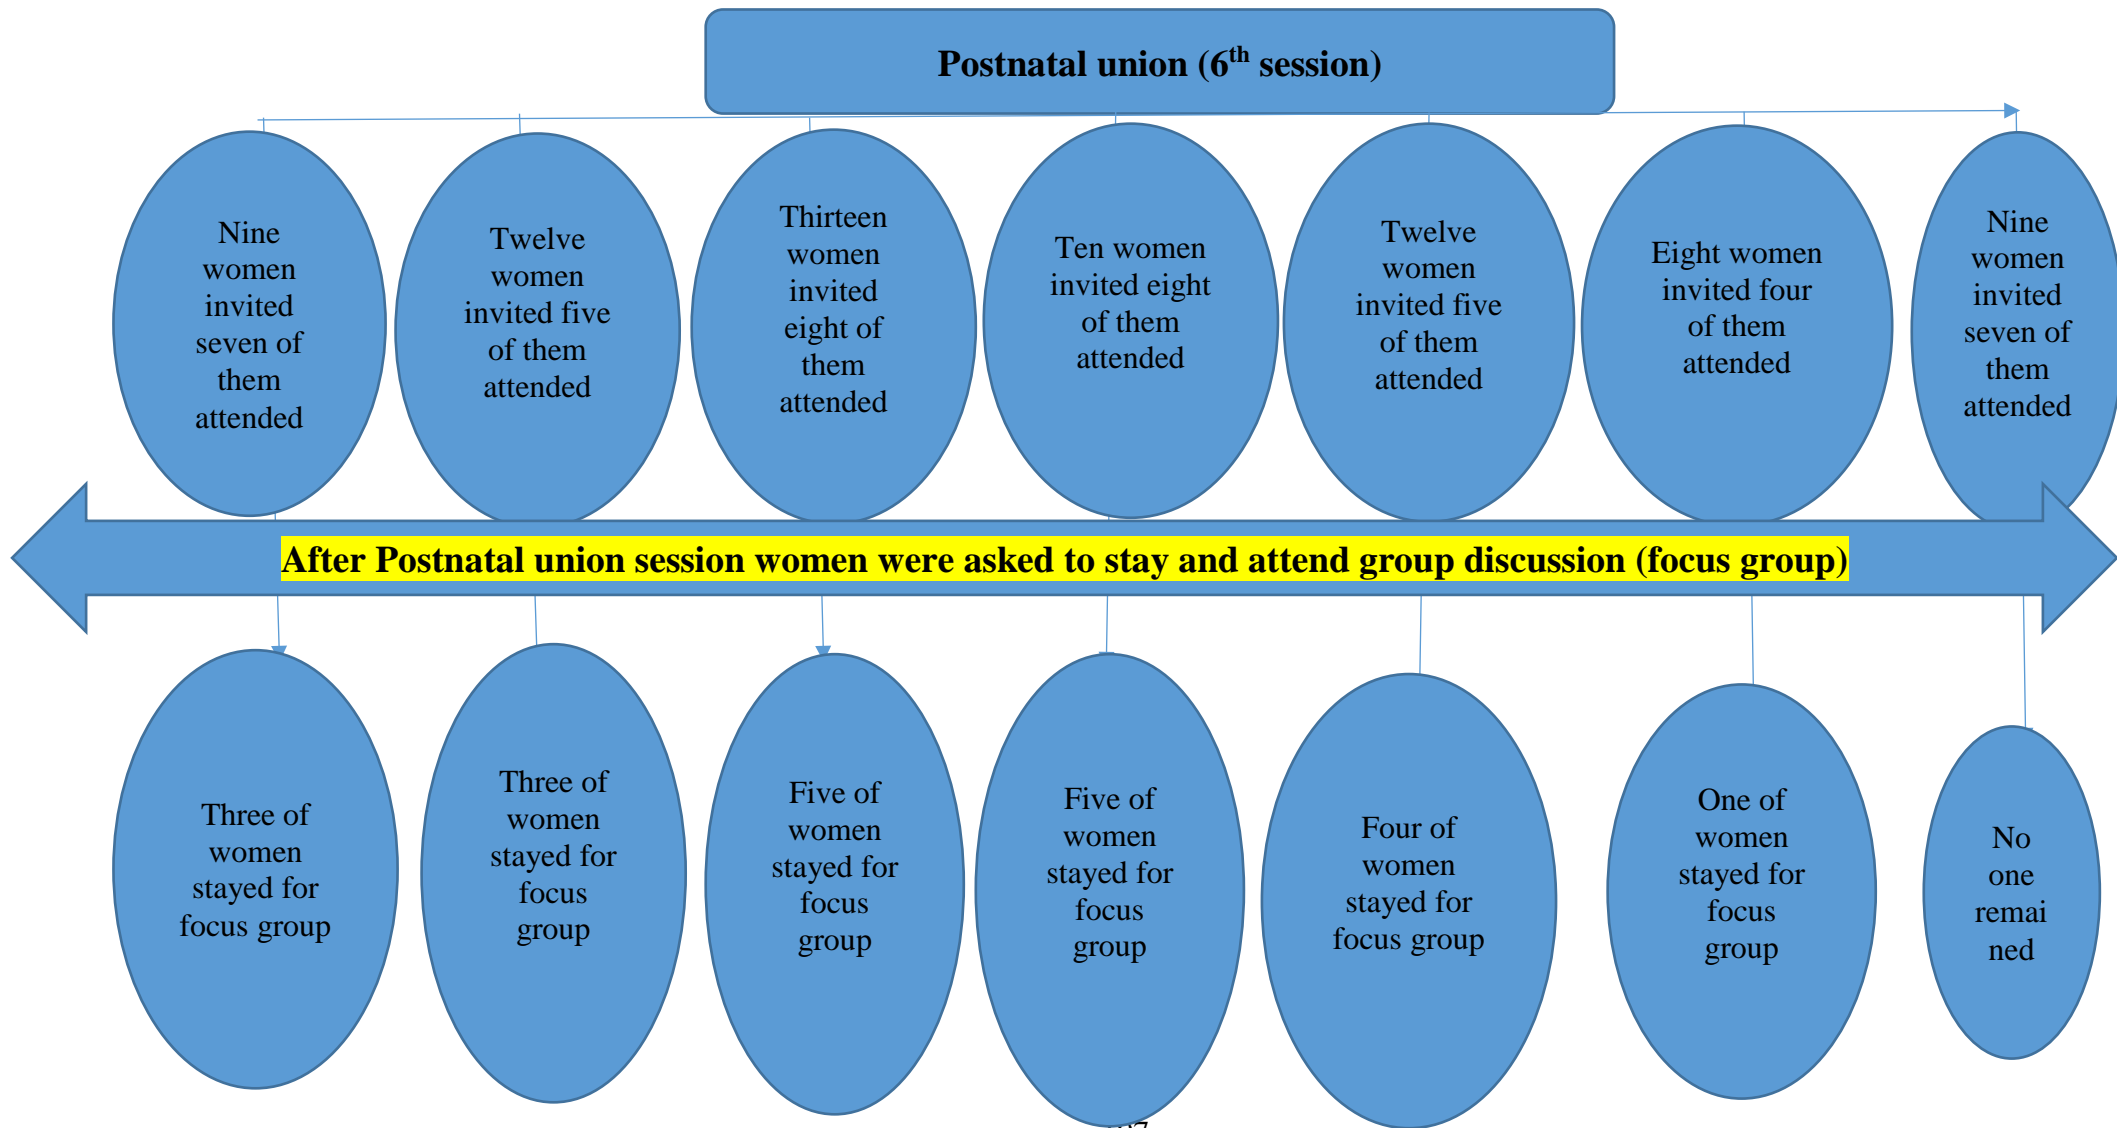 Postnatal union (6th session)
Nine
women
invited
seven of
them
attended
Twelve
women
invited five
of them
attended
Thirteen
women
invited
eight of
them
attended
Ten women
invited eight
of them
attended
Twelve
women
invited five
of them
attended
Eight women
invited four
of them
attended
Nine
women
invited
seven of
them
attended
After Postnatal union session women were asked to stay and attend group discussion (focus group)
Three of
women
stayed for
focus group
Three of
women
stayed for
focus
group
Five of
women
stayed for
focus
group
Five of
women
stayed for
focus
group
Four of
women
stayed for
focus group
One of
women
stayed for
focus
group
No
one
remai
ned